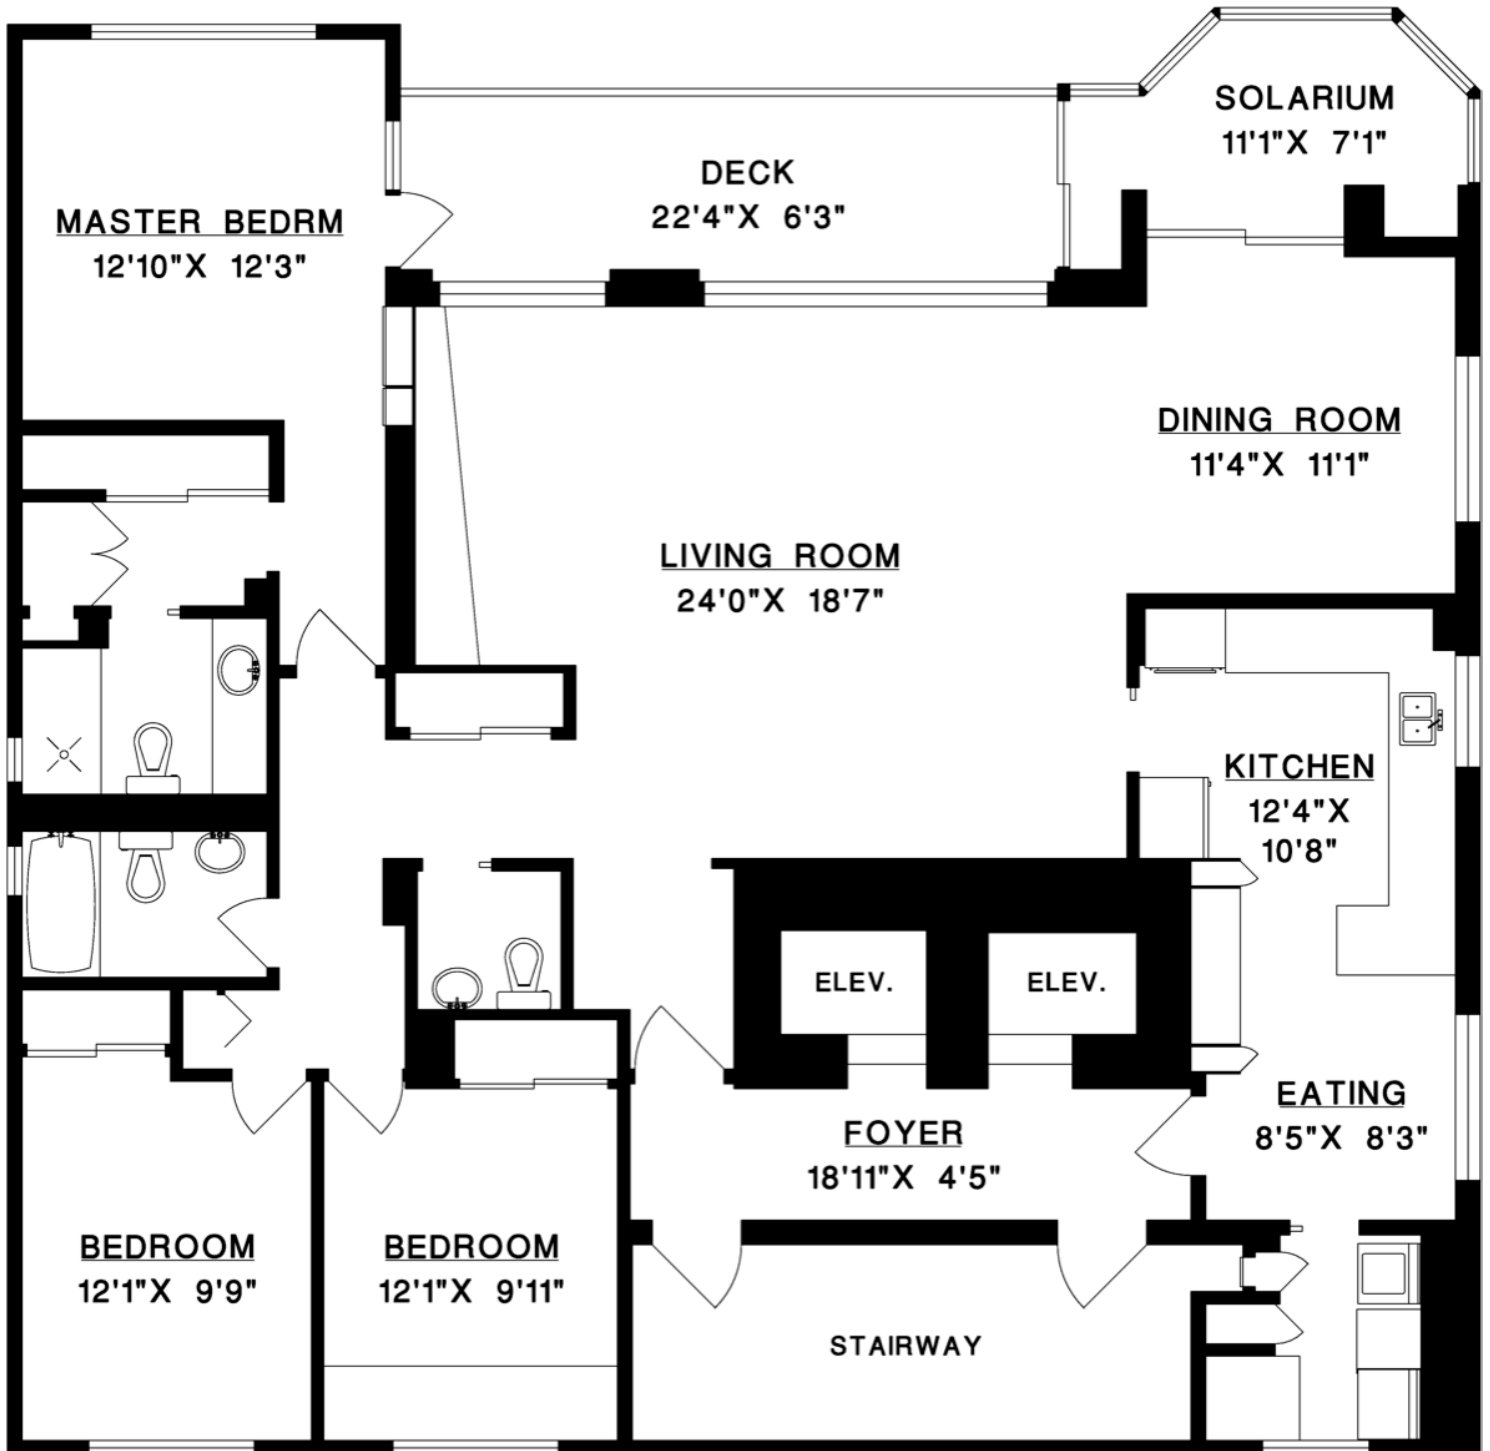 SOLARIUM
11'1"X 7'1"
DECK
22'4"X 6'3"
MASTER BEDRM
12'10"X 12'3"
DINING ROOM
11'4"X 11'1"
LIVING ROOM
24'0"X 18'7"
KITCHEN
12'4"X
10'8"
ELEV.
ELEV.
EATING
8'5"X 8'3"
FOYER
18'11"X 4'5"
BEDROOM
12'1"X 9'9"
BEDROOM
12'1"X 9'11"
STAIRWAY